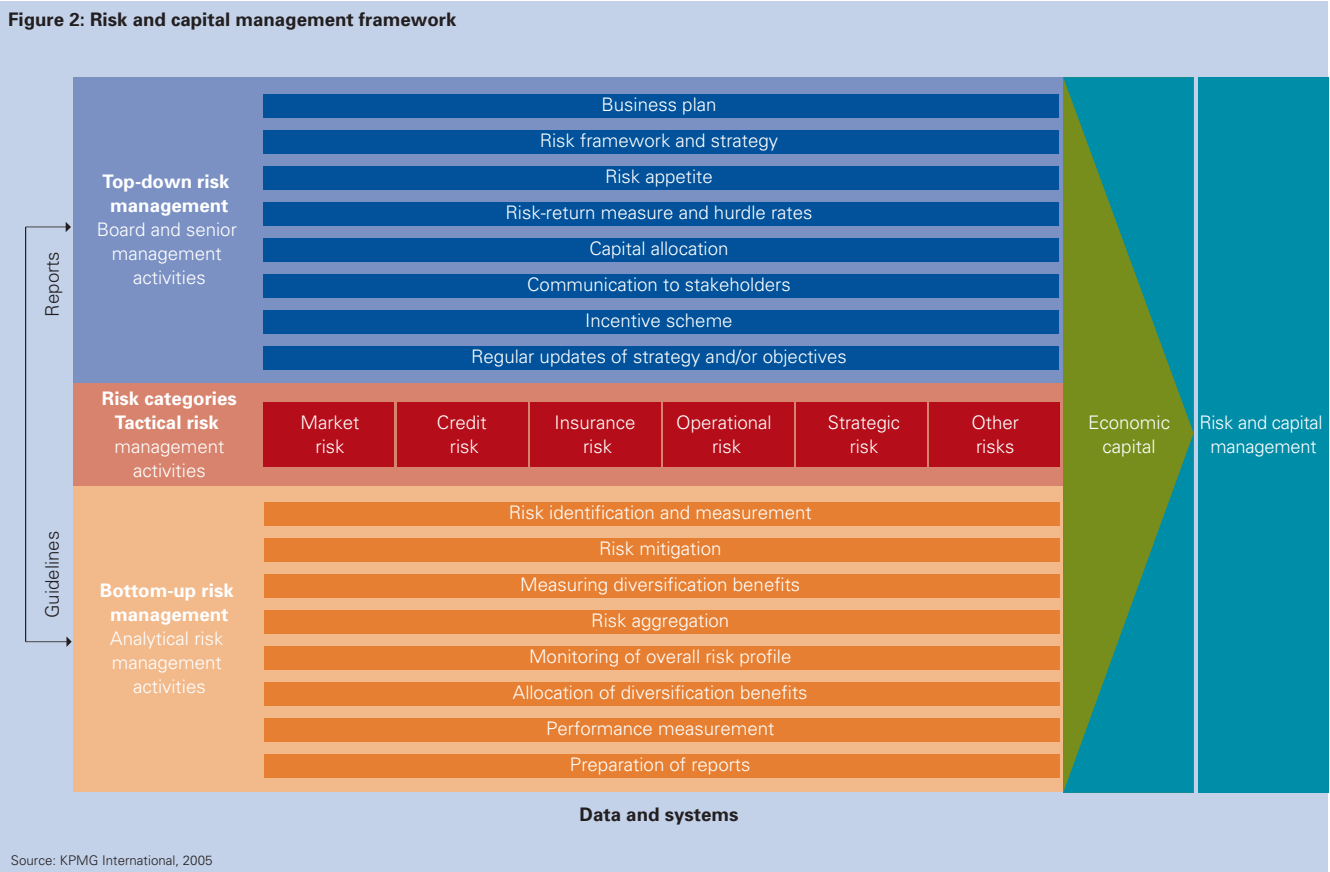 Figure 2: Risk and capital management framework
Reports
Guidelines
Top-down risk
management
Board and senior
management
activities
Business plan
Risk framework and strategy
Risk appetite
Risk-return measure and hurdle rates
Capital allocation
Communication to stakeholders
Incentive scheme
Regular updates of strategy and/or objectives
Risk categories
Tactical risk
management
activities
Market
risk
Credit
risk
Insurance
risk
Operational
risk
Strategic
risk
Other
risks
Bottom-up risk
management
Analytical risk
management
activities
Risk identification and measurement
Risk mitigation
Measuring diversification benefits
Risk aggregation
Monitoring of overall risk profile
Allocation of diversification benefits
Performance measurement
Preparation of reports
Economic
capital
Risk and capital
management
Data and systems
Source: KPMG International, 2005